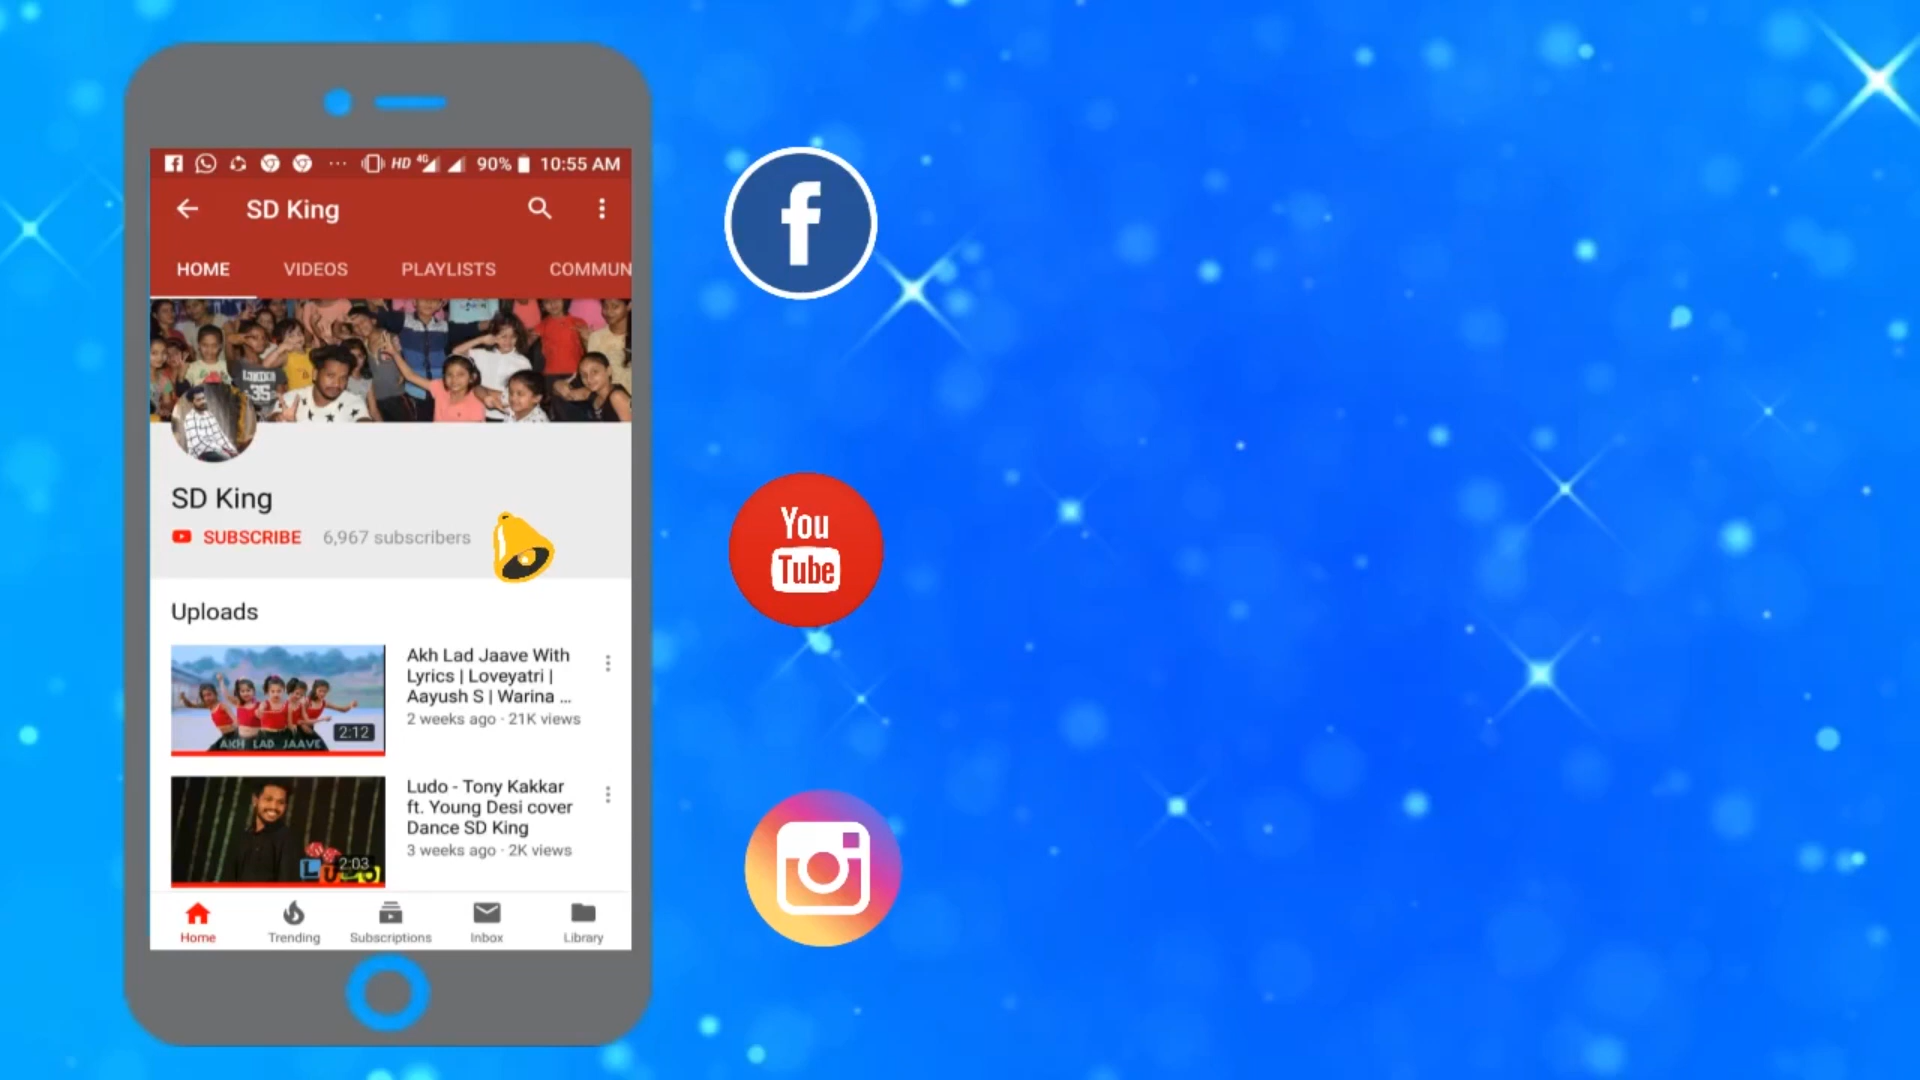 HD 4G 90% 10:55 AM
SD King
HOME VIDEOS PLAYLISTS COMMUN
LONDON
35
SD King
SUBSCRIBE 6,967 subscribers
Uploads
Akh Lad Jaave With
Lyrics | Loveyatri |
Aayush S | Warina ...
2 weeks ago · 21K views
AKH LAD JAAVE
2:12
Ludo - Tony Kakkar
ft. Young Desi cover
Dance SD King
3 weeks ago · 2K views
LUDO
2:03
Home Trending Subscriptions Inbox Library
f
You
Tube